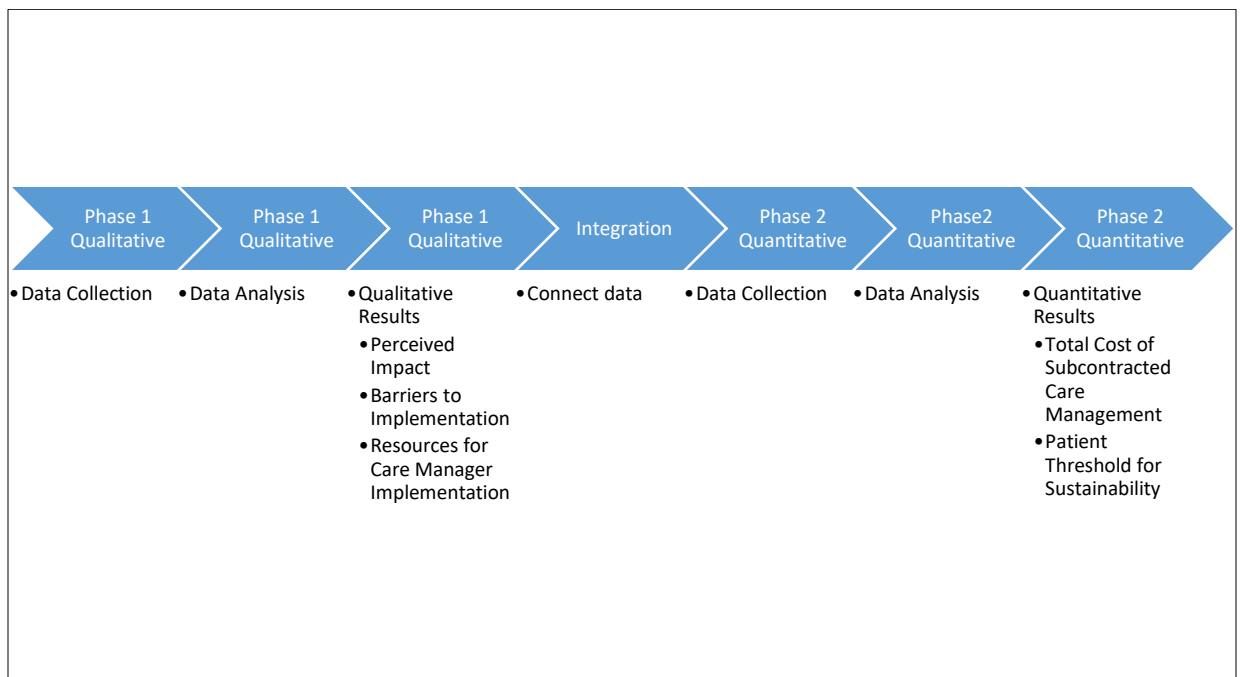 Phase 1
Qualitative
Phase 1
Qualitative
Phase 1
Qualitative
Integration
Phase 2
Quantitative
Phase2
Quantitative
Phase 2
Quantitative
•Data Collection
•Data Analysis
•Qualitative
Results
•Perceived
Impact
•Barriers to
Implementation
•Resources for
Care Manager
Implementation
•Connect data
•Data Collection
•Data Analysis
•Quantitative
Results
•Total Cost of
Subcontracted
Care
Management
•Patient
Threshold for
Sustainability